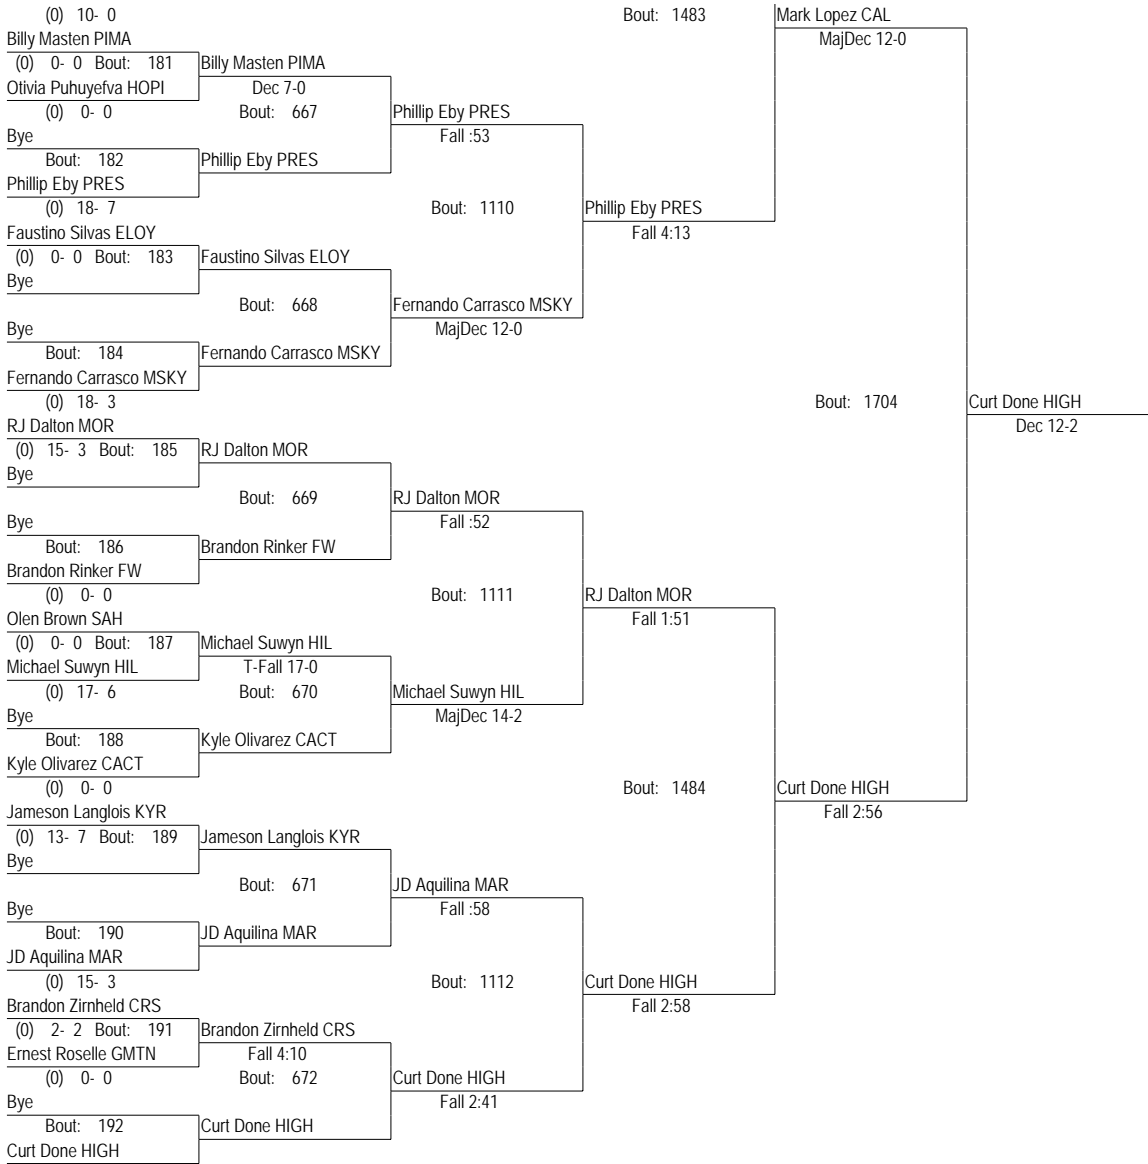 (0) 10- 0 Bout: 1483 Mark Lopez CAL
Billy Masten PIMA MajDec 12-0
(0) 0- 0 Bout: 181 Billy Masten PIMA
Otivia Puhuyefva HOPI Dec 7-0
(0) 0- 0 Bout: 667 Phillip Eby PRES
Bye Fall :53
Bout: 182 Phillip Eby PRES
Phillip Eby PRES
(0) 18- 7 Bout: 1110 Phillip Eby PRES
Faustino Silvas ELOY Fall 4:13
(0) 0- 0 Bout: 183 Faustino Silvas ELOY
Bye
Bout: 668 Fernando Carrasco MSKY
Bye MajDec 12-0
Bout: 184 Fernando Carrasco MSKY
Fernando Carrasco MSKY
(0) 18- 3 Bout: 1704 Curt Done HIGH
RJ Dalton MOR Dec 12-2
(0) 15- 3 Bout: 185 RJ Dalton MOR
Bye
Bout: 669 RJ Dalton MOR
Bye Fall :52
Bout: 186 Brandon Rinker FW
Brandon Rinker FW
(0) 0- 0 Bout: 1111 RJ Dalton MOR
Olen Brown SAH Fall 1:51
(0) 0- 0 Bout: 187 Michael Suwyn HIL
Michael Suwyn HIL T-Fall 17-0
(0) 17- 6 Bout: 670 Michael Suwyn HIL
Bye MajDec 14-2
Bout: 188 Kyle Olivarez CACT
Kyle Olivarez CACT
(0) 0- 0 Bout: 1484 Curt Done HIGH
Jameson Langlois KYR Fall 2:56
(0) 13- 7 Bout: 189 Jameson Langlois KYR
Bye
Bout: 671 JD Aquilina MAR
Bye Fall :58
Bout: 190 JD Aquilina MAR
JD Aquilina MAR
(0) 15- 3 Bout: 1112 Curt Done HIGH
Brandon Zirnheld CRS Fall 2:58
(0) 2- 2 Bout: 191 Brandon Zirnheld CRS
Ernest Roselle GMTN Fall 4:10
(0) 0- 0 Bout: 672 Curt Done HIGH
Bye Fall 2:41
Bout: 192 Curt Done HIGH
Curt Done HIGH